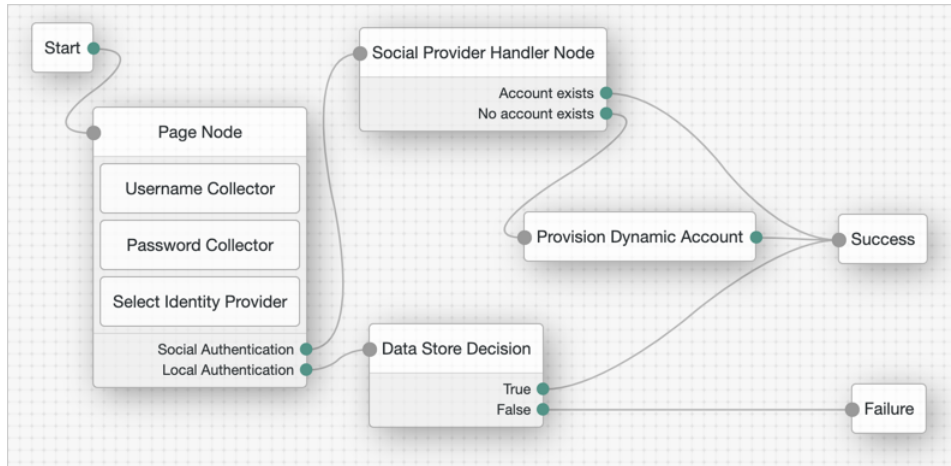 Start
Page Node
Username Collector
Password Collector
Select Identity Provider
Social Authentication
Local Authentication
Social Provider Handler Node
Account exists
No account exists
Provision Dynamic Account
Data Store Decision
True
False
Success
Failure